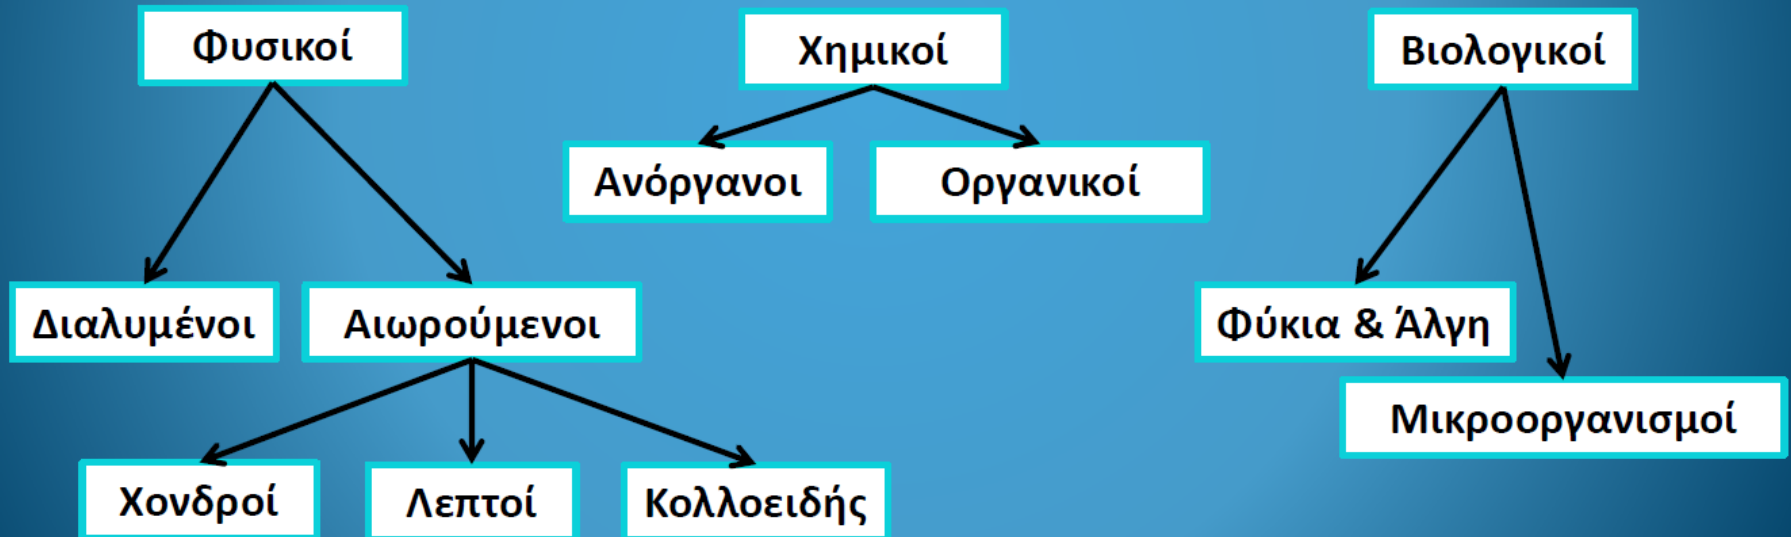 Φυσικοί
Χημικοί
Βιολογικοί
Ανόργανοι
Οργανικοί
Διαλυμένοι
Αιωρούμενοι
Φύκια & Άλγη
Μικροοργανισμοί
Χονδροί
Λεπτοί
Κολλοειδής